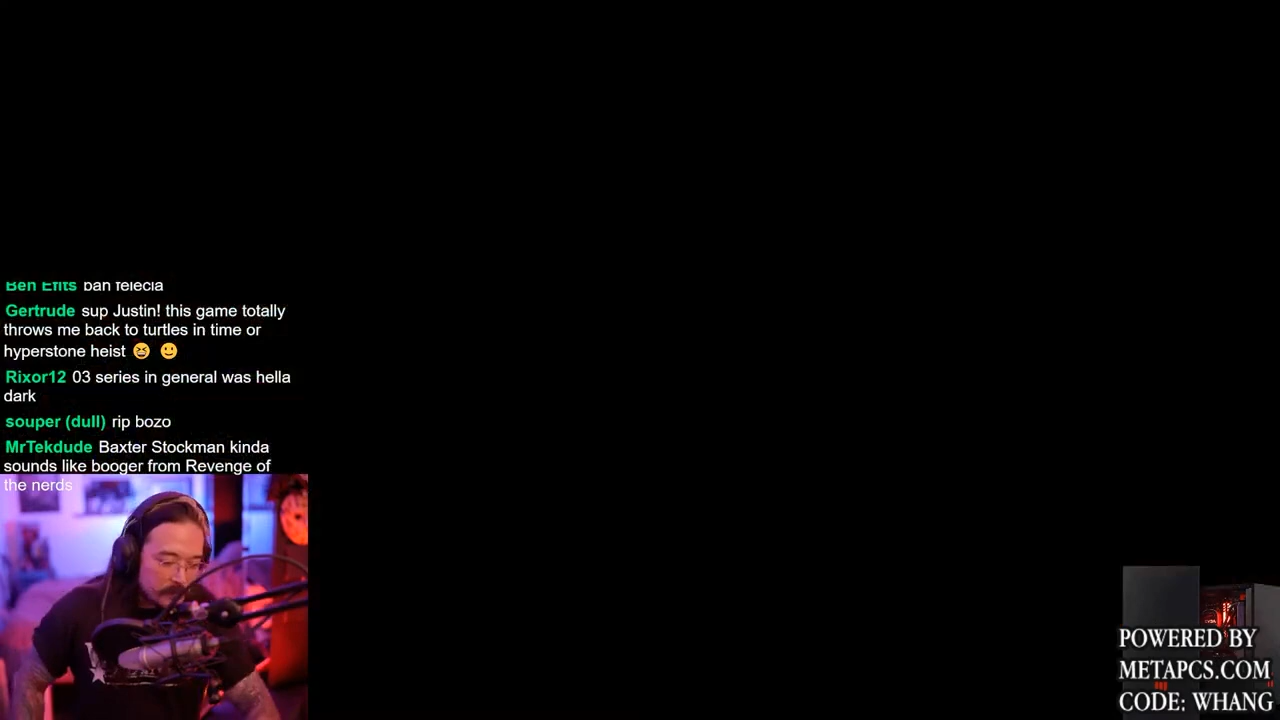 Ben Efits ban felecia
Gertrude sup Justin! this game totally
throws me back to turtles in time or
hyperstone heist 😆 🙂
Rixor12 03 series in general was hella
dark
souper (dull) rip bozo
MrTekdude Baxter Stockman kinda
sounds like booger from Revenge of
the nerds
POWERED BY
METAPCS.COM
CODE: WHANG